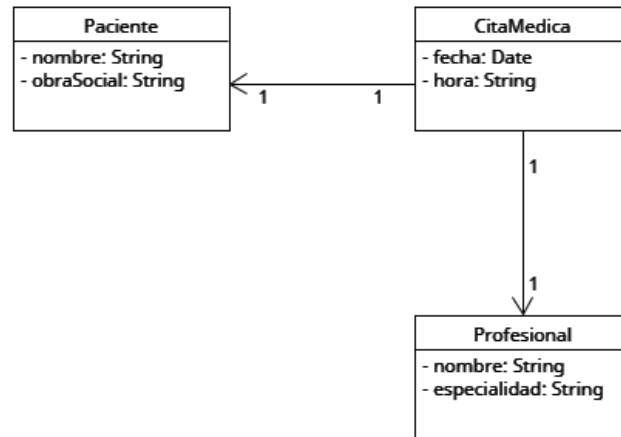 Paciente
- nombre: String
- obraSocial: String
CitaMedica
- fecha: Date
- hora: String
1
1
1
1
Profesional
- nombre: String
- especialidad: String